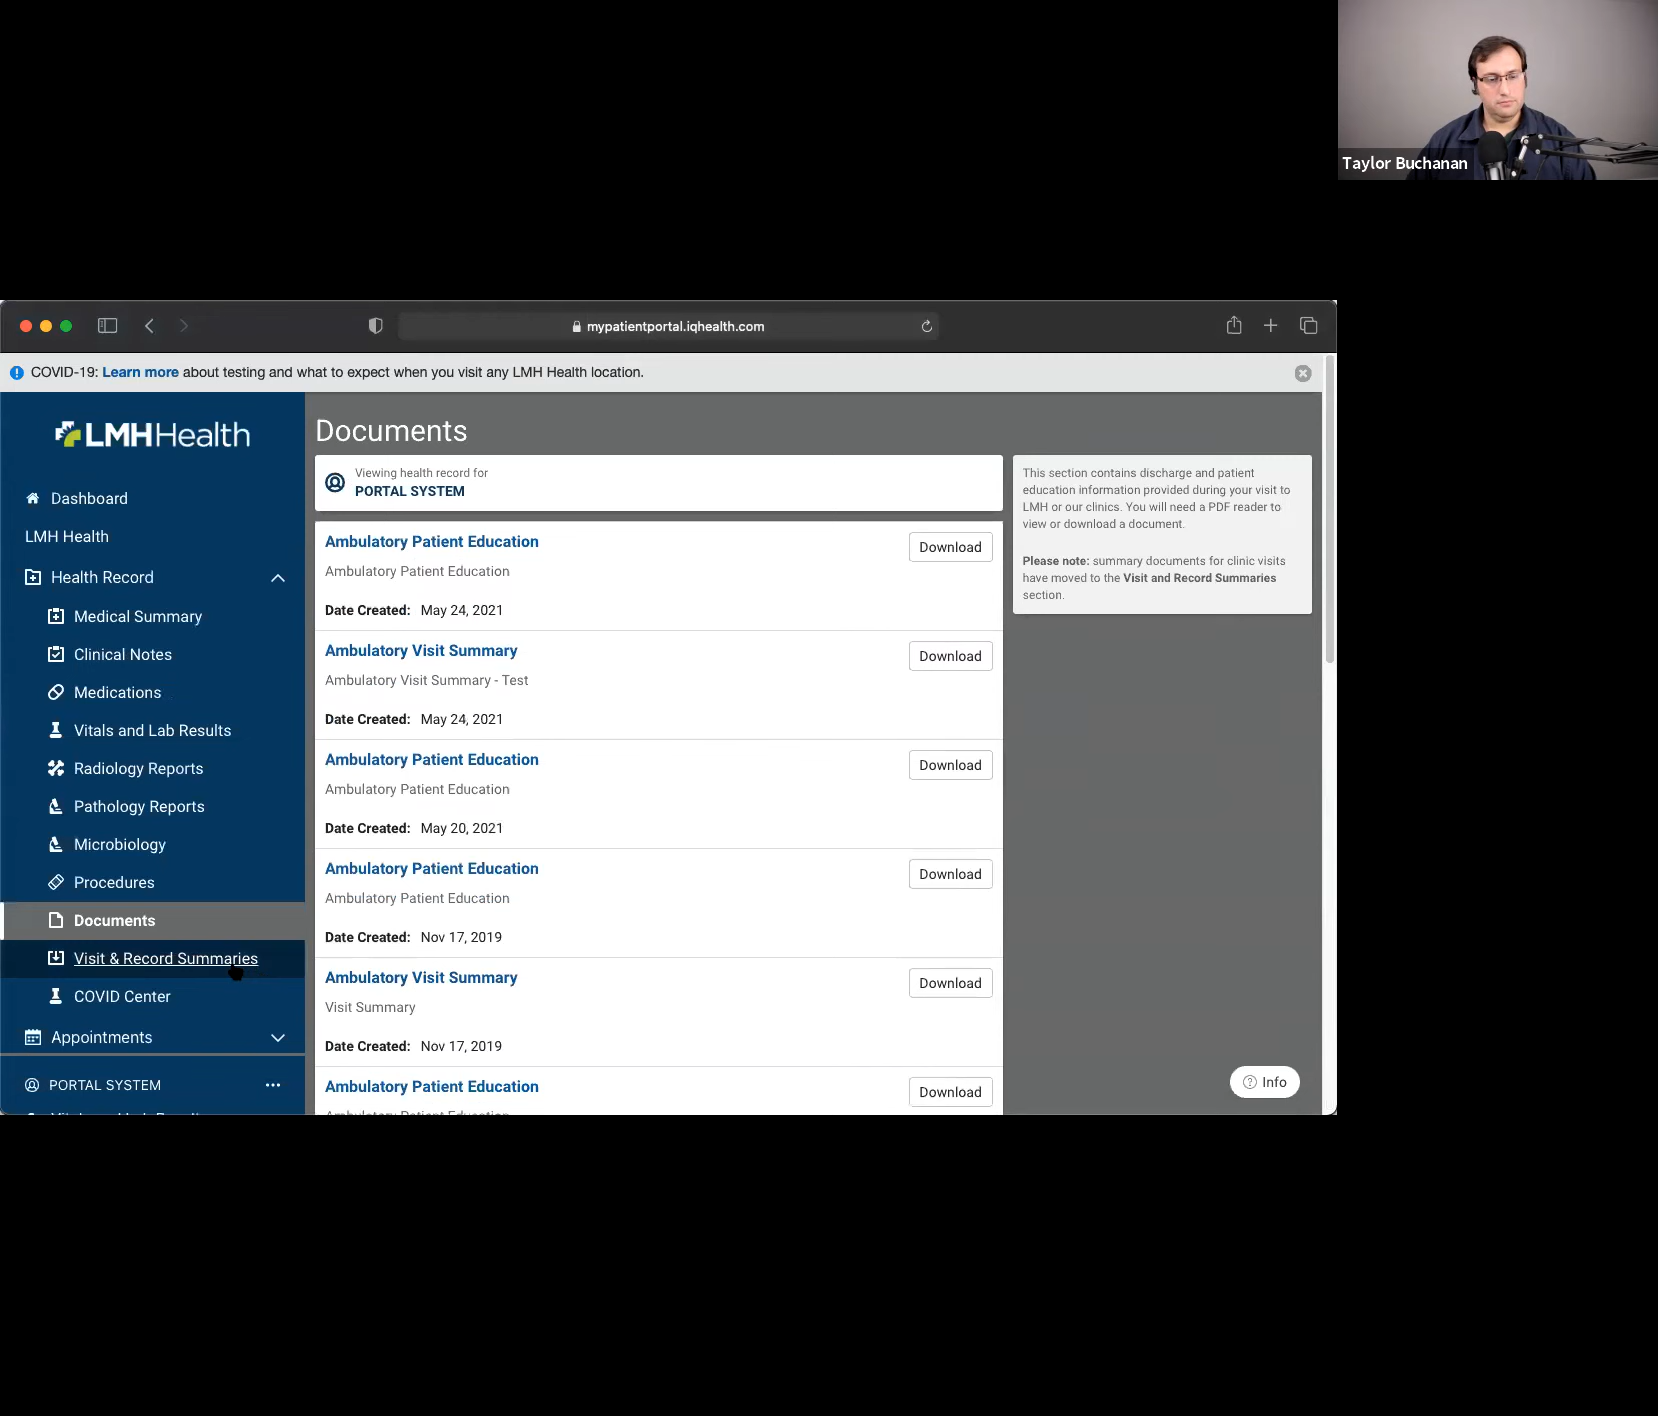 Taylor Buchanan
mypatientportal.iqhealth.com
COVID-19: Learn more about testing and what to expect when you visit any LMH Health location.
LMHHealth
Dashboard
LMH Health
Health Record
Medical Summary
Clinical Notes
Medications
Vitals and Lab Results
Radiology Reports
Pathology Reports
Microbiology
Procedures
Documents
Visit & Record Summaries
COVID Center
Appointments
PORTAL SYSTEM
Documents
Viewing health record for
PORTAL SYSTEM
Ambulatory Patient Education
Download
Ambulatory Patient Education
Date Created: May 24, 2021
Ambulatory Visit Summary
Download
Ambulatory Visit Summary - Test
Date Created: May 24, 2021
Ambulatory Patient Education
Download
Ambulatory Patient Education
Date Created: May 20, 2021
Ambulatory Patient Education
Download
Ambulatory Patient Education
Date Created: Nov 17, 2019
Ambulatory Visit Summary
Download
Visit Summary
Date Created: Nov 17, 2019
Ambulatory Patient Education
Download
Ambulatory Patient Education
This section contains discharge and patient
education information provided during your visit to
LMH or our clinics. You will need a PDF reader to
view or download a document.
Please note: summary documents for clinic visits
have moved to the Visit and Record Summaries
section.
Info